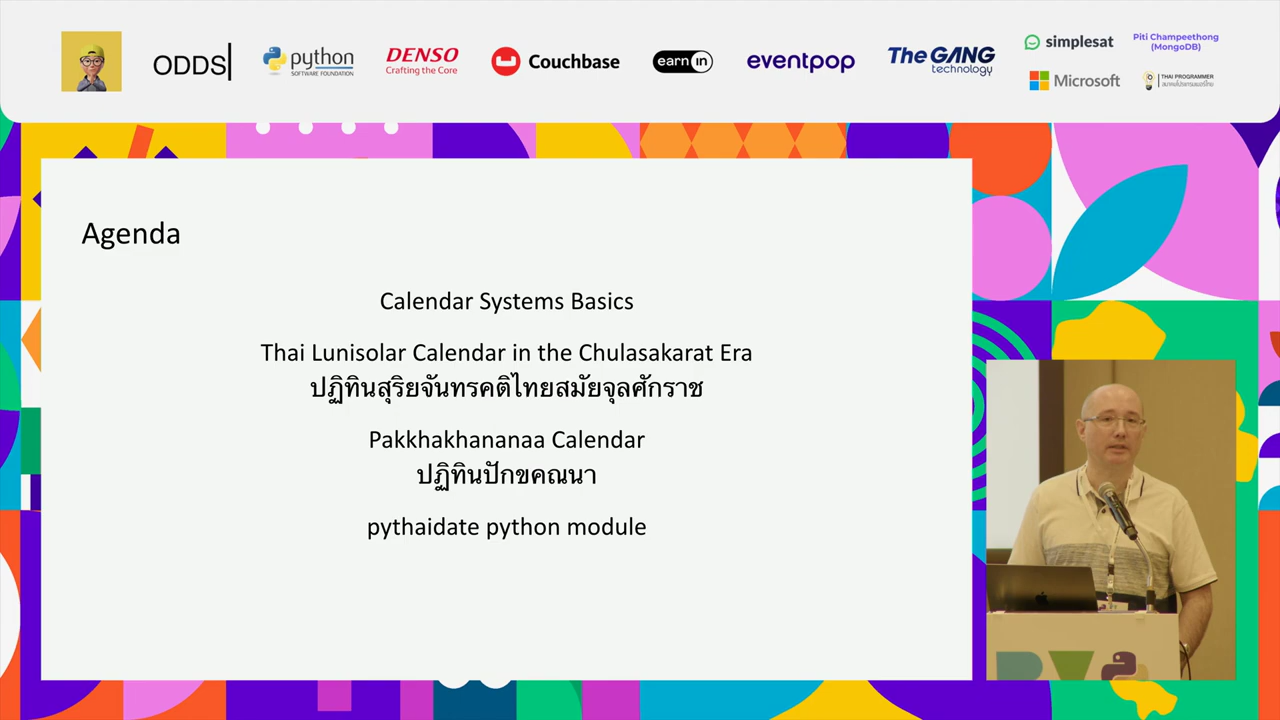 ODDS|
python
SOFTWARE FOUNDATION
DENSO
Crafting the Core
Couchbase
earn in
eventpop
The GANG
technology
simplesat
Microsoft
Piti Champeethong
(MongoDB)
THAI PROGRAMMER
สมาคมโปรแกรมเมอร์ไทย
Agenda
Calendar Systems Basics
Thai Lunisolar Calendar in the Chulasakarat Era
ปฏิทินสุริยจันทรคติไทยสมัยจุลศักราช
Pakkhakhananaa Calendar
ปฏิทินปักขคณนา
pythaidate python module